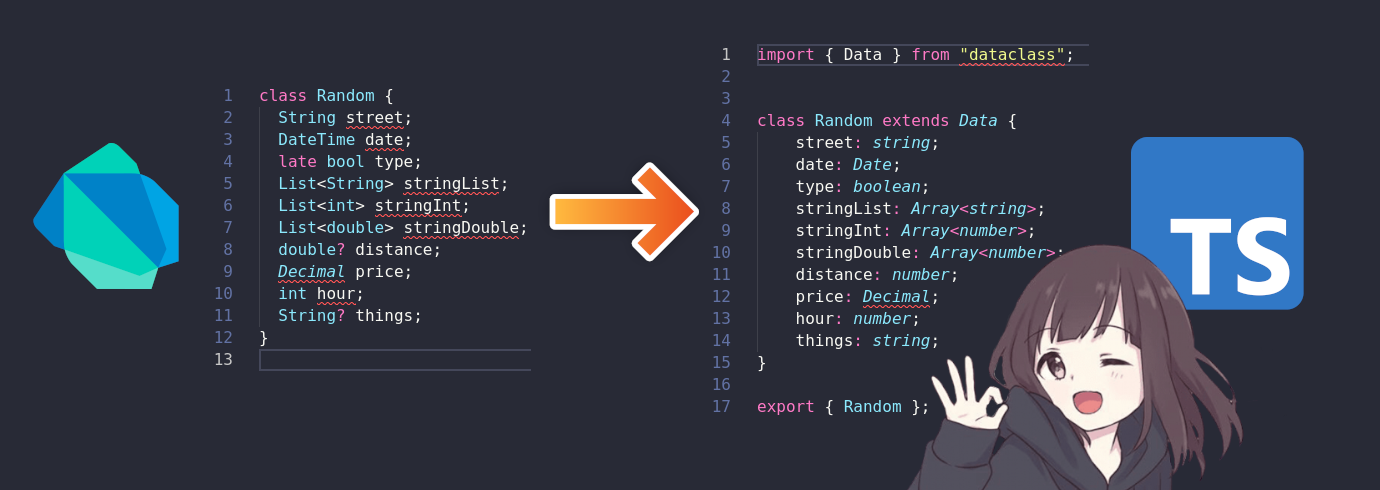 1 class Random {
2 String street;
3 DateTime date;
4 late bool type;
5 List<String> stringList;
6 List<int> stringInt;
7 List<double> stringDouble;
8 double? distance;
9 Decimal price;
10 int hour;
11 String? things;
12 }
13
1 import { Data } from "dataclass";
2
3
4 class Random extends Data {
5 street: string;
6 date: Date;
7 type: boolean;
8 stringList: Array<string>;
9 stringInt: Array<number>;
10 stringDouble: Array<number>;
11 distance: number;
12 price: Decimal;
13 hour: number;
14 things: string;
15 }
16
17 export { Random };
TS